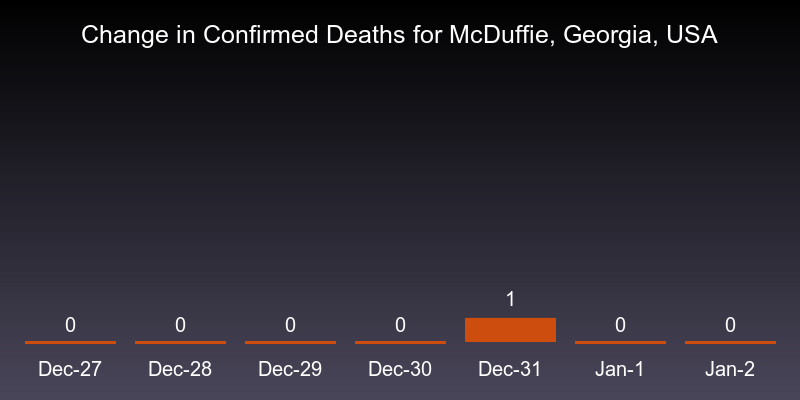 Change in Confirmed Deaths for McDuffie, Georgia, USA
1
0 0 0 0 0 0
Dec-27 Dec-28 Dec-29 Dec-30 Dec-31 Jan-1 Jan-2